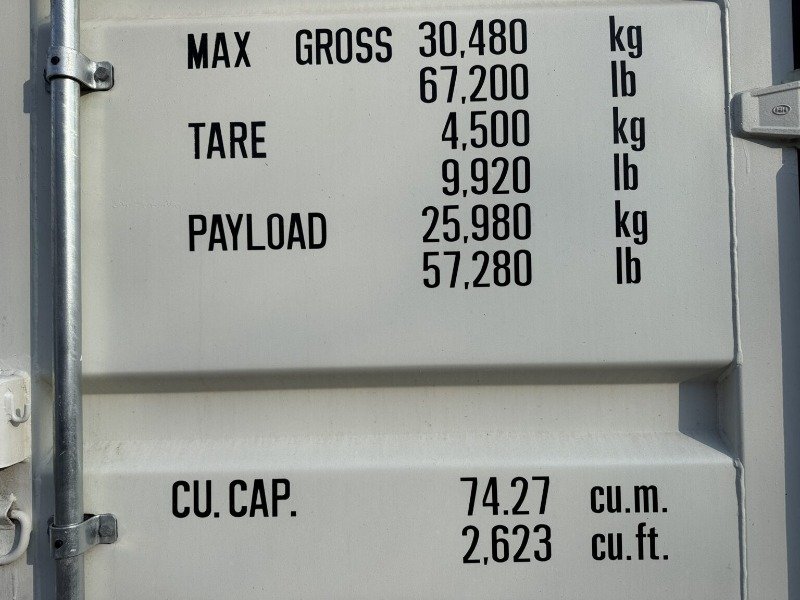 MAX GROSS 30,480 kg
67,200 lb
TARE 4,500 kg
9,920 lb
PAYLOAD 25,980 kg
57,280 lb
CU. CAP. 74.27 cu.m.
2,623 cu.ft.